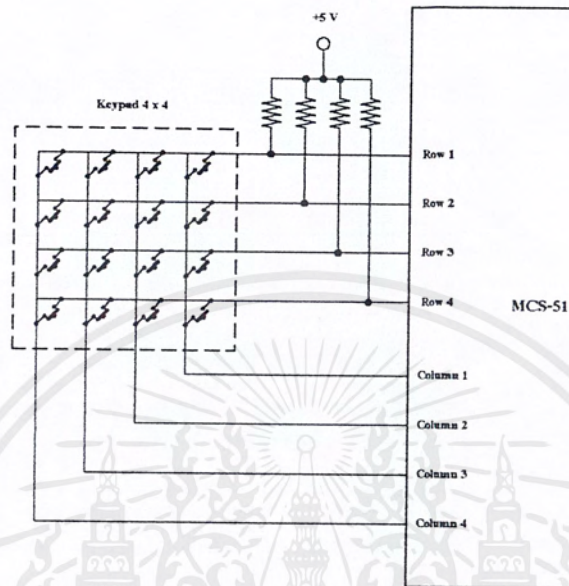 +5 V
Keypad 4 x 4
Row 1
Row 2
Row 3
Row 4
MCS-51
Column 1
Column 2
Column 3
Column 4